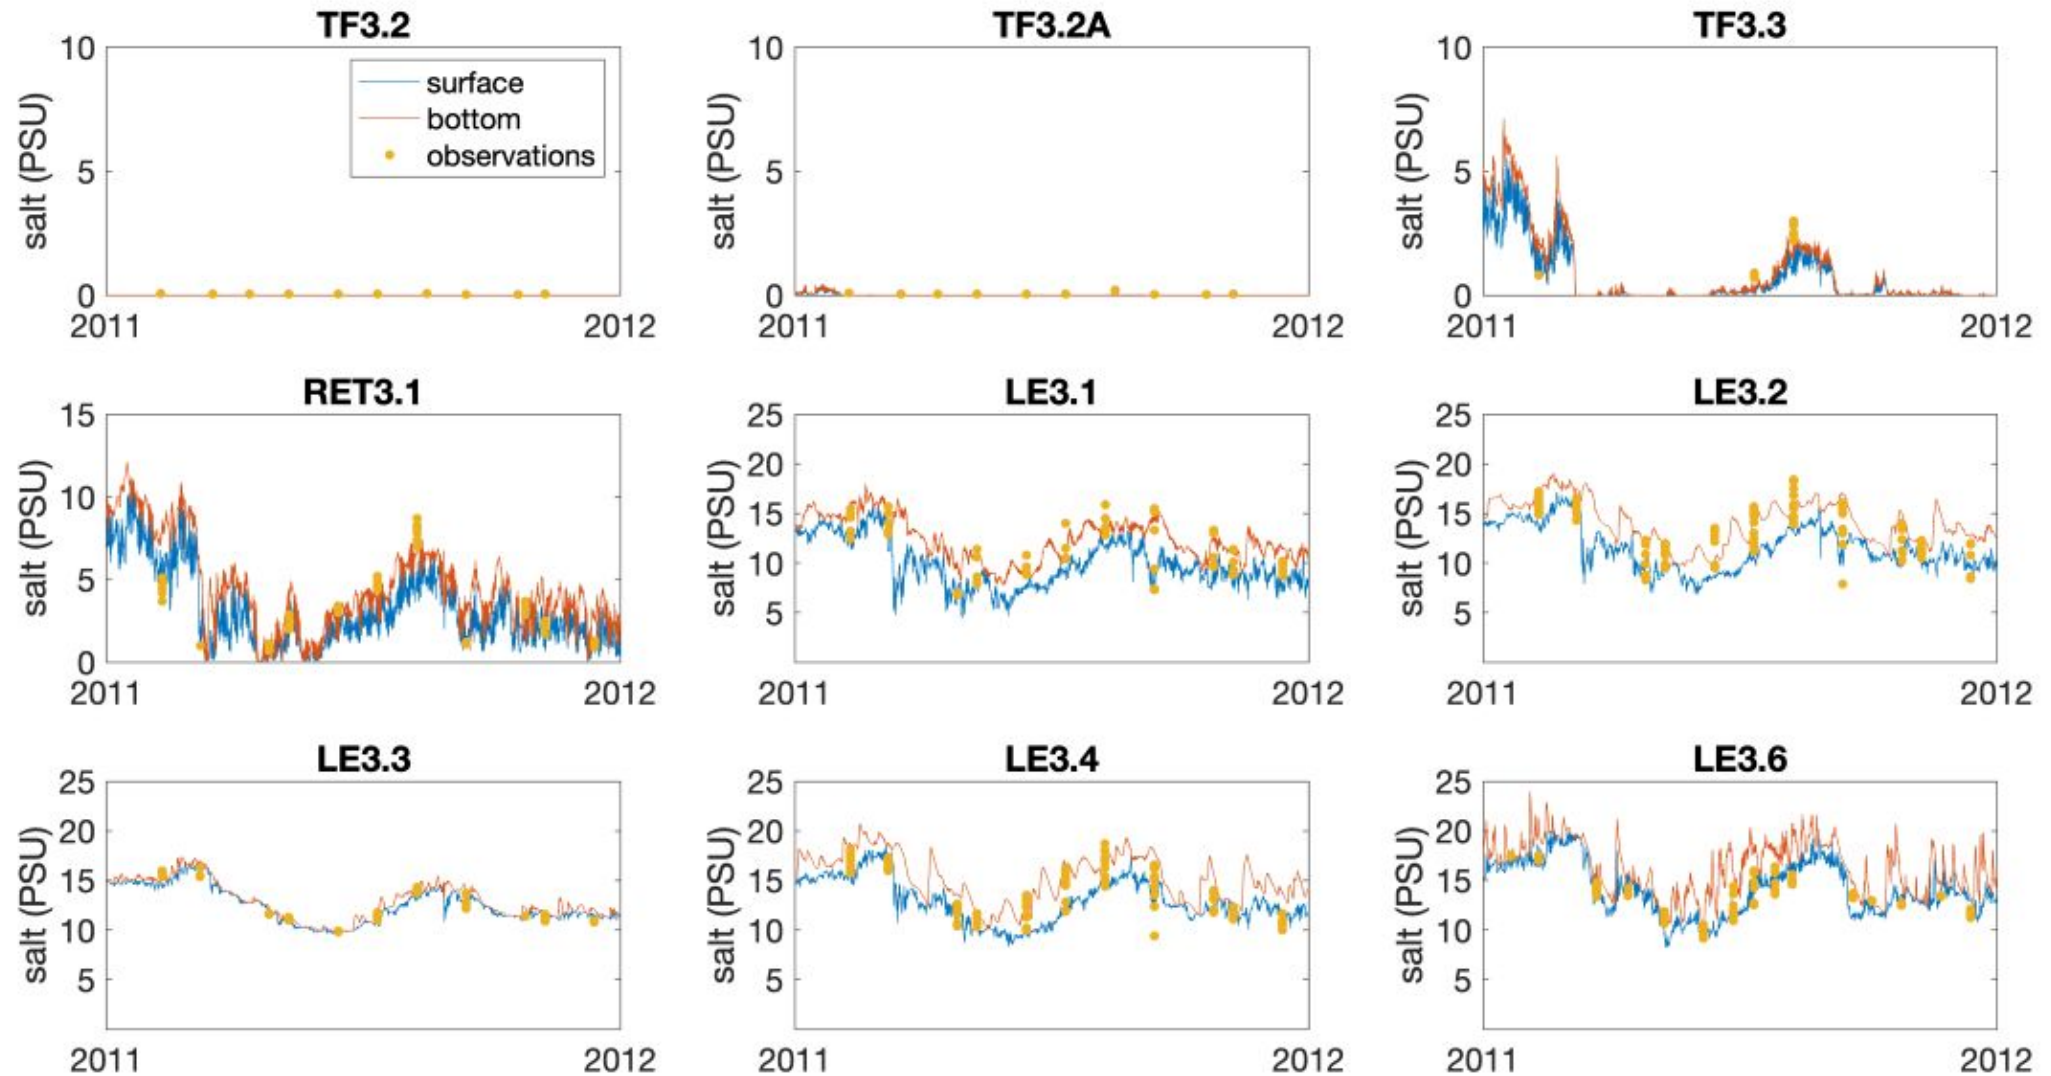 TF3.2
TF3.2A
TF3.3
10
5
0
salt (PSU)
2011
2012
surface
bottom
observations
10
5
0
salt (PSU)
2011
2012
10
5
0
salt (PSU)
2011
2012
RET3.1
LE3.1
LE3.2
15
10
5
0
salt (PSU)
2011
2012
25
20
15
10
5
salt (PSU)
2011
2012
25
20
15
10
5
salt (PSU)
2011
2012
LE3.3
LE3.4
LE3.6
25
20
15
10
5
salt (PSU)
2011
2012
25
20
15
10
5
salt (PSU)
2011
2012
25
20
15
10
5
salt (PSU)
2011
2012